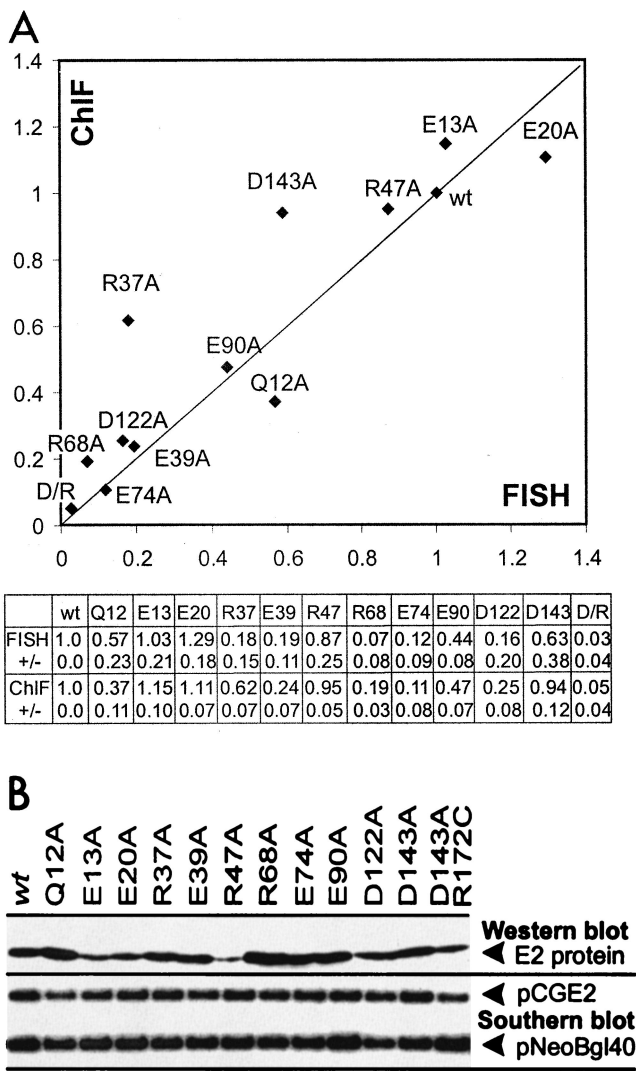 A
ChIF
1.4
1.2
1
0.8
0.6
0.4
0.2
0
E13A
E20A
D143A
R47A
wt
R37A
E90A
Q12A
D122A
R68A
E39A
D/R
E74A
FISH
0 0.2 0.4 0.6 0.8 1 1.2 1.4
wt Q12 E13 E20 R37 E39 R47 R68 E74 E90 D122 D143 D/R
FISH 1.0 0.57 1.03 1.29 0.18 0.19 0.87 0.07 0.12 0.44 0.16 0.63 0.03
+/- 0.0 0.23 0.21 0.18 0.15 0.11 0.25 0.08 0.09 0.08 0.20 0.38 0.04
ChIF 1.0 0.37 1.15 1.11 0.62 0.24 0.95 0.19 0.11 0.47 0.25 0.94 0.05
+/- 0.0 0.11 0.10 0.07 0.07 0.07 0.05 0.03 0.08 0.07 0.08 0.12 0.04
B
wt Q12A E13A E20A R37A E39A R47A R68A E74A E90A D122A D143A D143A
R172C
Western blot
E2 protein
pCGE2
Southern blot
pNeoBgl40